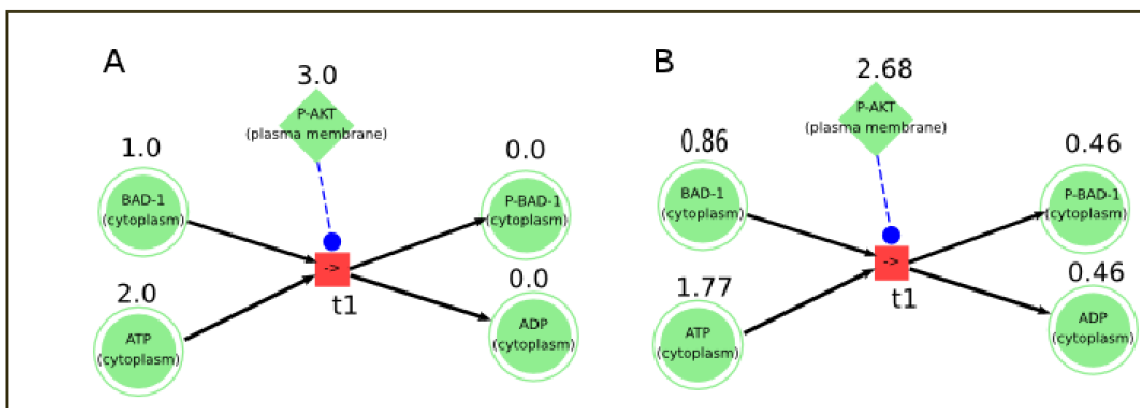 A
3.0
P-AKT
(plasma membrane)
1.0
BAD-1
(cytoplasm)
0.0
P-BAD-1
(cytoplasm)
->
t1
2.0
ATP
(cytoplasm)
0.0
ADP
(cytoplasm)
B
2.68
P-AKT
(plasma membrane)
0.86
BAD-1
(cytoplasm)
0.46
P-BAD-1
(cytoplasm)
->
t1
1.77
ATP
(cytoplasm)
0.46
ADP
(cytoplasm)